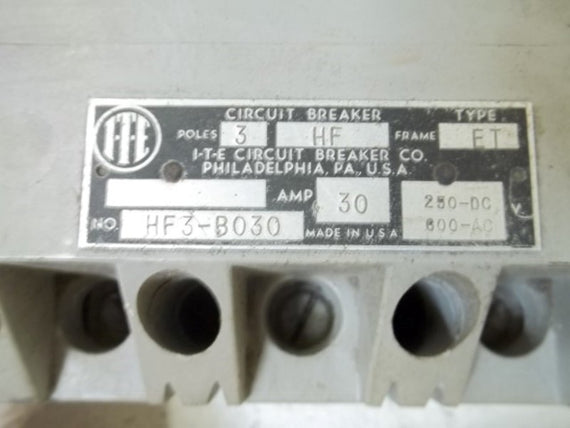 I-T-E
CIRCUIT BREAKER TYPE
POLES 3 HF FRAME ET
I-T-E CIRCUIT BREAKER CO.
PHILADELPHIA, PA., U.S.A.
AMP 30 250-DC V
NO. HF3-B030 MADE IN U S A 600-AC